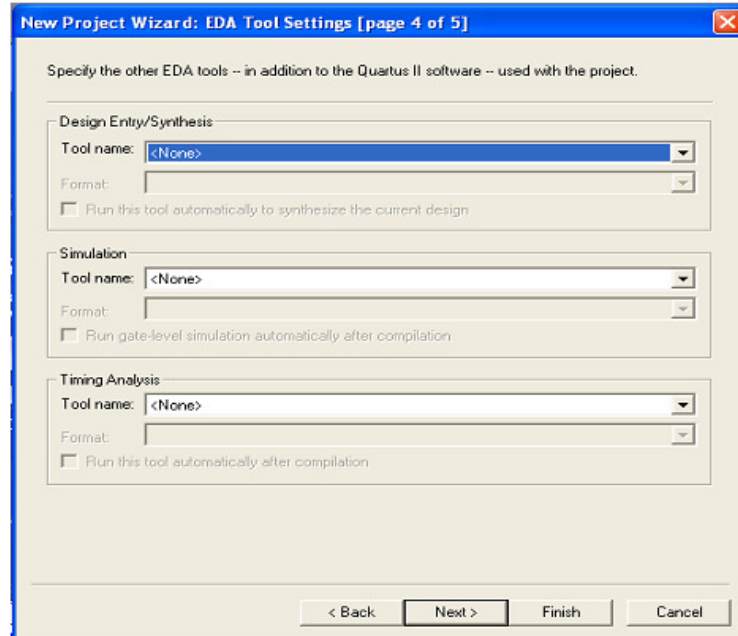 New Project Wizard: EDA Tool Settings [page 4 of 5]
Specify the other EDA tools -- in addition to the Quartus II software -- used with the project.
Design Entry/Synthesis
Tool name: <None>
Format:
Run this tool automatically to synthesize the current design
Simulation
Tool name: <None>
Format:
Run gate-level simulation automatically after compilation
Timing Analysis
Tool name: <None>
Format:
Run this tool automatically after compilation
< Back Next > Finish Cancel